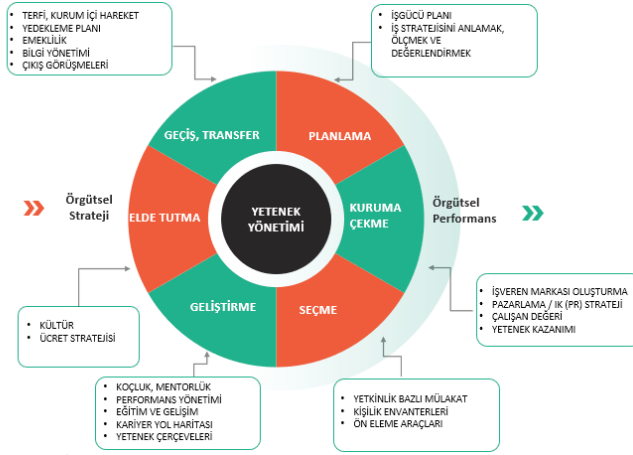 • TERFİ, KURUM İÇİ HAREKET
• YEDEKLEME PLANI
• EMEKLİLİK
• BİLGİ YÖNETİMİ
• ÇIKIŞ GÖRÜŞMELERİ
• İŞGÜCÜ PLANI
• İŞ STRATEJİSİNİ ANLAMAK,
ÖLÇMEK VE
DEĞERLENDİRMEK
GEÇİŞ, TRANSFER
PLANLAMA
Örgütsel
Strateji
ELDE TUTMA
YETENEK
YÖNETİMİ
KURUMA
ÇEKME
Örgütsel
Performans
GELİŞTİRME
SEÇME
• KÜLTÜR
• ÜCRET STRATEJİSİ
• İŞVEREN MARKASI OLUŞTURMA
• PAZARLAMA / IK (PR) STRATEJİ
• ÇALIŞAN DEĞERİ
• YETENEK KAZANIMI
• KOÇLUK, MENTORLÜK
• PERFORMANS YÖNETİMİ
• EĞİTİM VE GELİŞİM
• KARİYER YOL HARİTASI
• YETENEK ÇERÇEVELERİ
• YETKİNLİK BAZLI MÜLAKAT
• KİŞİLİK ENVANTERLERİ
• ÖN ELEME ARAÇLARI